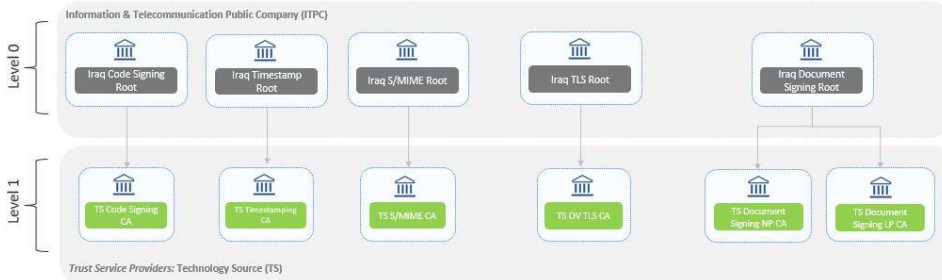 Information & Telecommunication Public Company (ITPC)
Level 0
Iraq Code Signing
Root
Iraq Timestamp
Root
Iraq S/MIME Root
Iraq TLS Root
Iraq Document
Signing Root
Level 1
TS Code Signing
CA
TS Timestamping
CA
TS S/MIME CA
TS OV TLS CA
TS Document
Signing NP CA
TS Document
Signing LP CA
Trust Service Providers: Technology Source (TS)